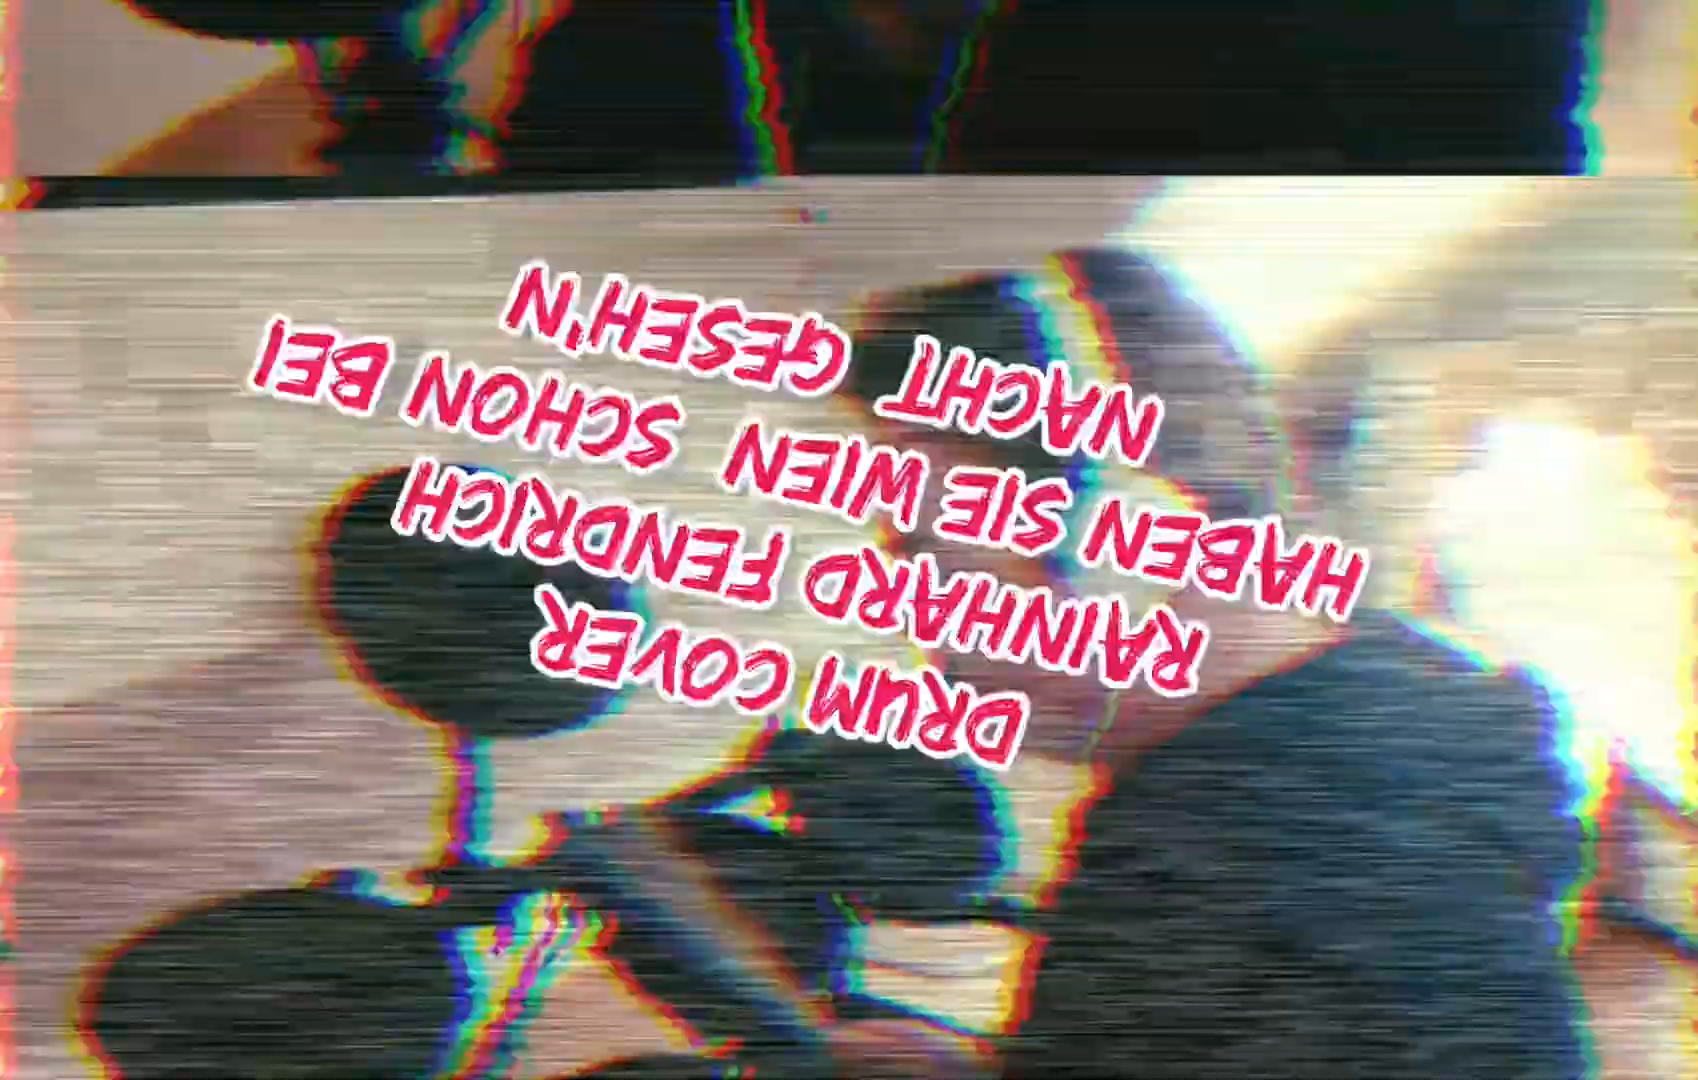 DRUM COVER
RAINHARD FENDRICH
HABEN SIE WIEN SCHON BEI
NACHT GESEH'N